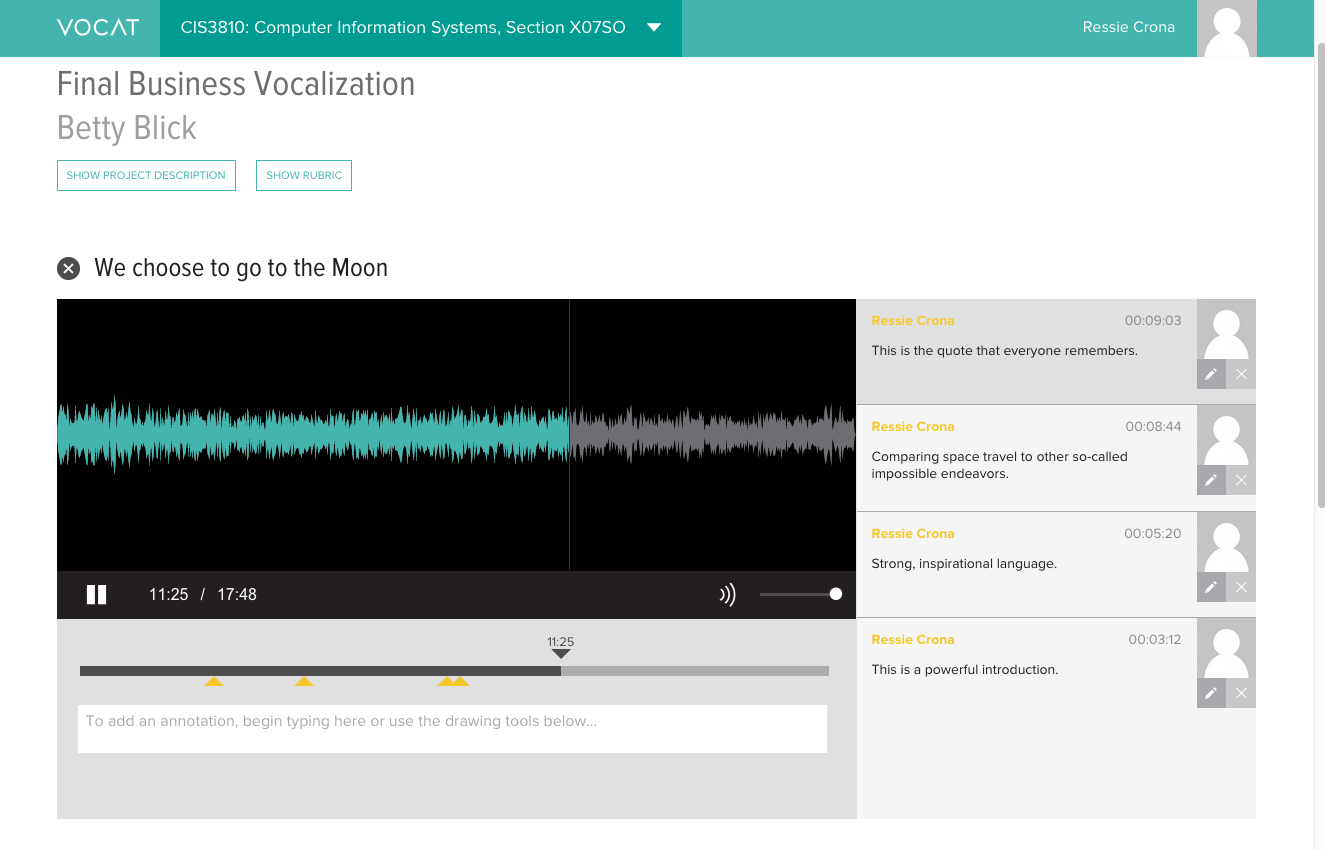 VOCAT
CIS3810: Computer Information Systems, Section X07SO
Ressie Crona
Final Business Vocalization
Betty Blick
SHOW PROJECT DESCRIPTION
SHOW RUBRIC
We choose to go to the Moon
11:25 / 17:48
11:25
To add an annotation, begin typing here or use the drawing tools below...
Ressie Crona 00:09:03
This is the quote that everyone remembers.
Ressie Crona 00:08:44
Comparing space travel to other so-called
impossible endeavors.
Ressie Crona 00:05:20
Strong, inspirational language.
Ressie Crona 00:03:12
This is a powerful introduction.